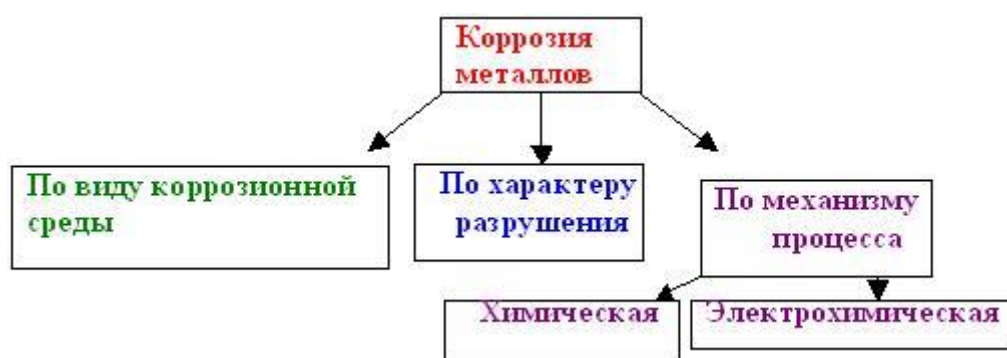 Коррозия
металлов
По виду коррозионной
среды
По характеру
разрушения
По механизму
процесса
Химическая
Электрохимическая